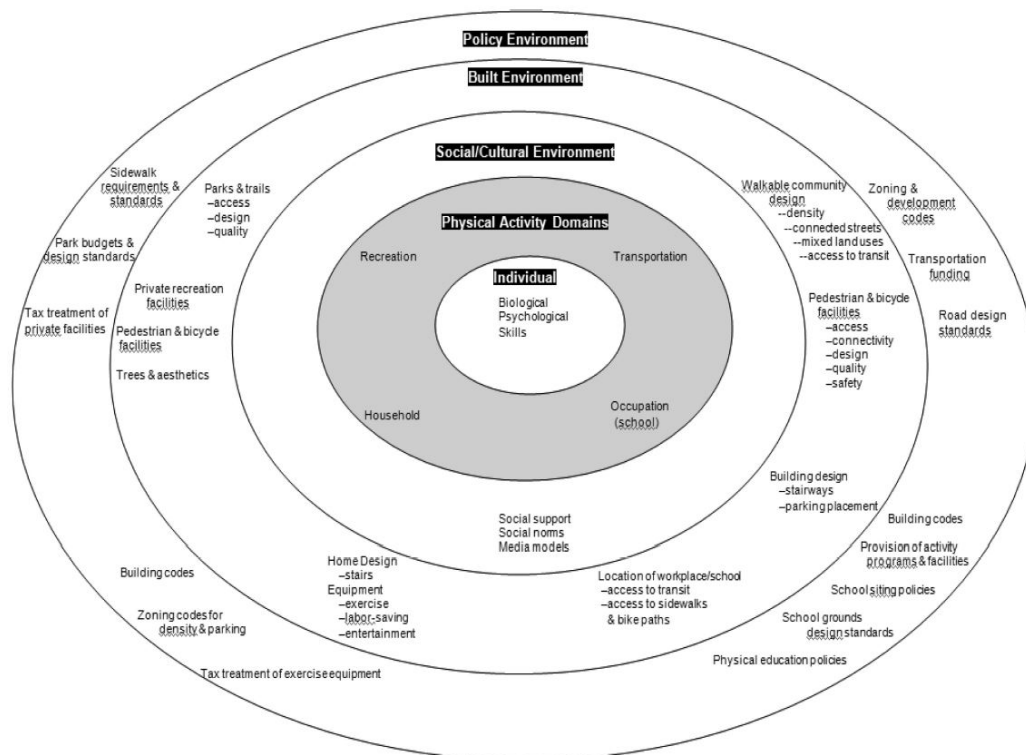 Policy Environment
Built Environment
Social/Cultural Environment
Physical Activity Domains
Individual
Biological
Psychological
Skills
Recreation
Transportation
Household
Occupation
(school)
Social support
Social norms
Media models
Parks & trails
–access
–design
–quality
Private recreation
facilities
Pedestrian & bicycle
facilities
Trees & aesthetics
Walkable community
design
--density
--connected streets
--mixed land uses
--access to transit
Pedestrian & bicycle
facilities
–access
–connectivity
–design
–quality
–safety
Building design
–stairways
–parking placement
Home Design
–stairs
Equipment
–exercise
–labor-saving
–entertainment
Location of workplace/school
–access to transit
–access to sidewalks
& bike paths
Sidewalk
requirements &
standards
Park budgets &
design standards
Tax treatment of
private facilities
Zoning &
development
codes
Transportation
funding
Road design
standards
Building codes
Zoning codes for
density & parking
Tax treatment of exercise equipment
Building codes
Provision of activity
programs & facilities
School siting policies
School grounds
design standards
Physical education policies